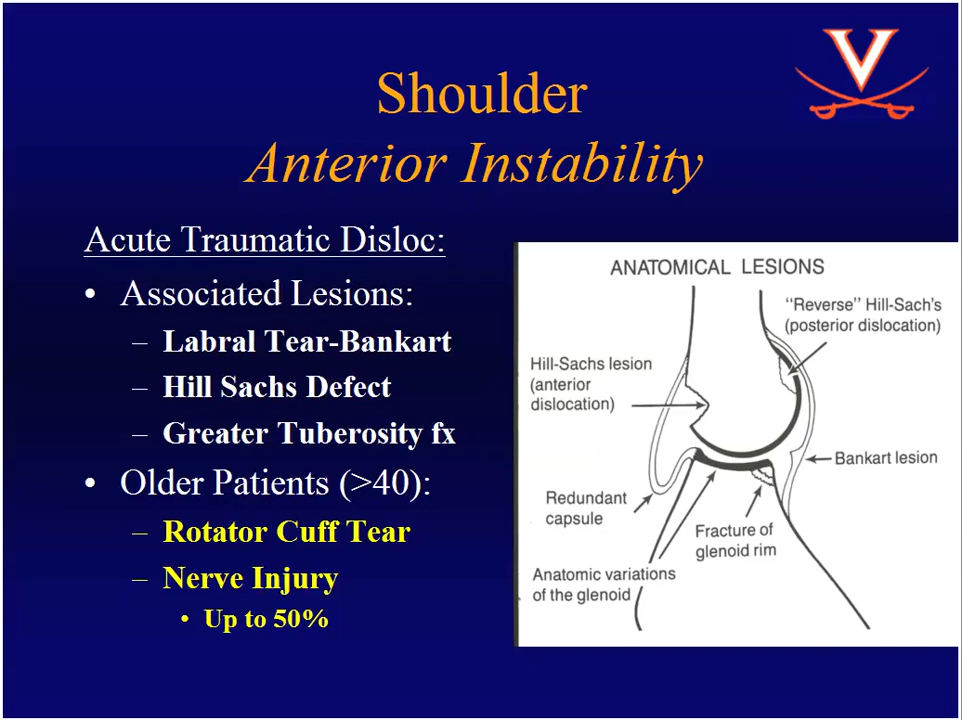 V
Shoulder
Anterior Instability
Acute Traumatic Disloc:
• Associated Lesions:
– Labral Tear-Bankart
– Hill Sachs Defect
– Greater Tuberosity fx
• Older Patients (>40):
– Rotator Cuff Tear
– Nerve Injury
• Up to 50%
ANATOMICAL LESIONS
"Reverse" Hill-Sach's
(posterior dislocation)
Hill-Sachs lesion
(anterior
dislocation)
Bankart lesion
Redundant
capsule
Fracture of
glenoid rim
Anatomic variations
of the glenoid